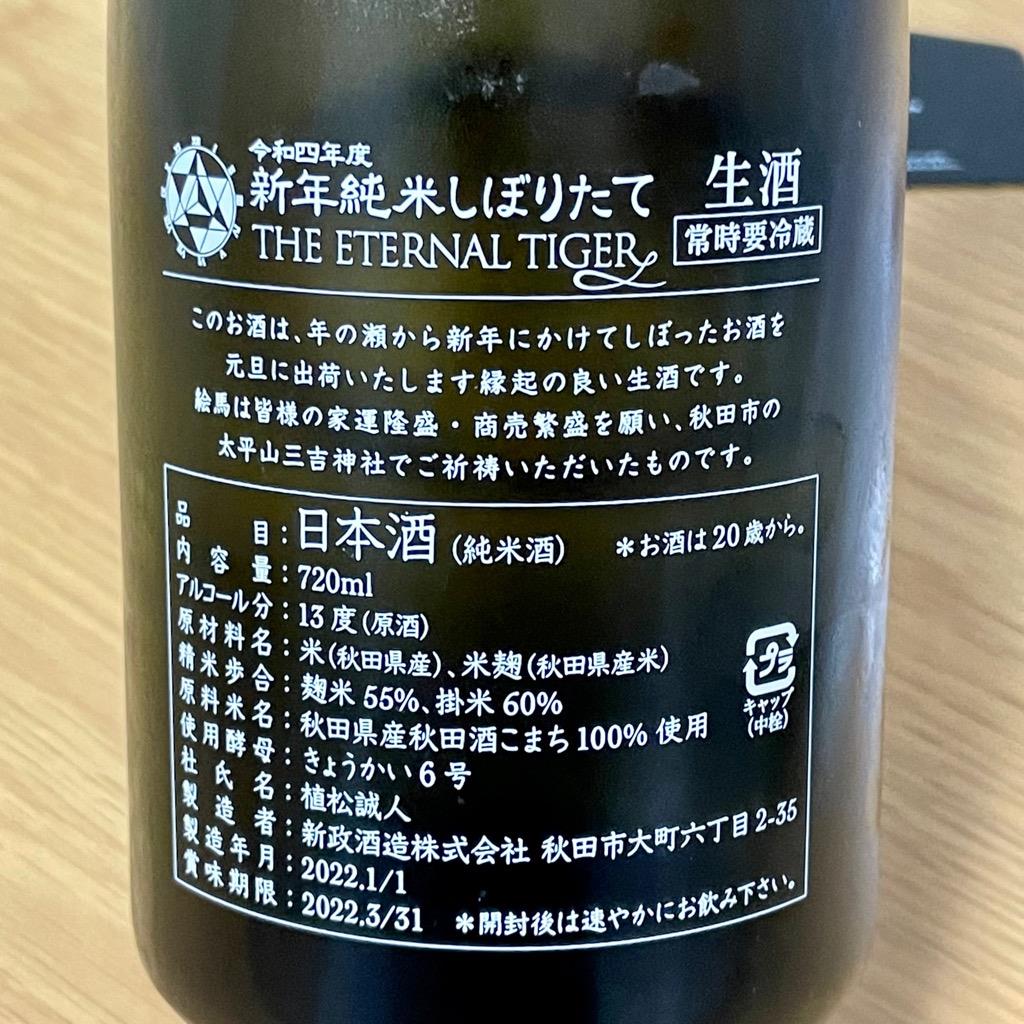 令和四年度
新年純米しぼりたて
THE ETERNAL TIGER
生酒
常時要冷蔵
このお酒は、年の瀬から新年にかけてしぼったお酒を
元旦に出荷いたします縁起の良い生酒です。
絵馬は皆様の家運隆盛・商売繁盛を願い、秋田市の
太平山三吉神社でご祈祷いただいたものです。
品目：日本酒（純米酒） ＊お酒は20歳から。
内容量：720ml
アルコール分：13度（原酒）
原材料名：米（秋田県産）、米麹（秋田県産米）
精米歩合：麹米 55%、掛米 60%
原料米名：秋田県産秋田酒こまち100%使用
使用酵母：きょうかい6号
杜氏名：植松誠人
製造者：新政酒造株式会社 秋田市大町六丁目2-35
製造年月：2022.1/1
賞味期限：2022.3/31 ＊開封後は速やかにお飲み下さい。
プラ
キャップ
（中栓）